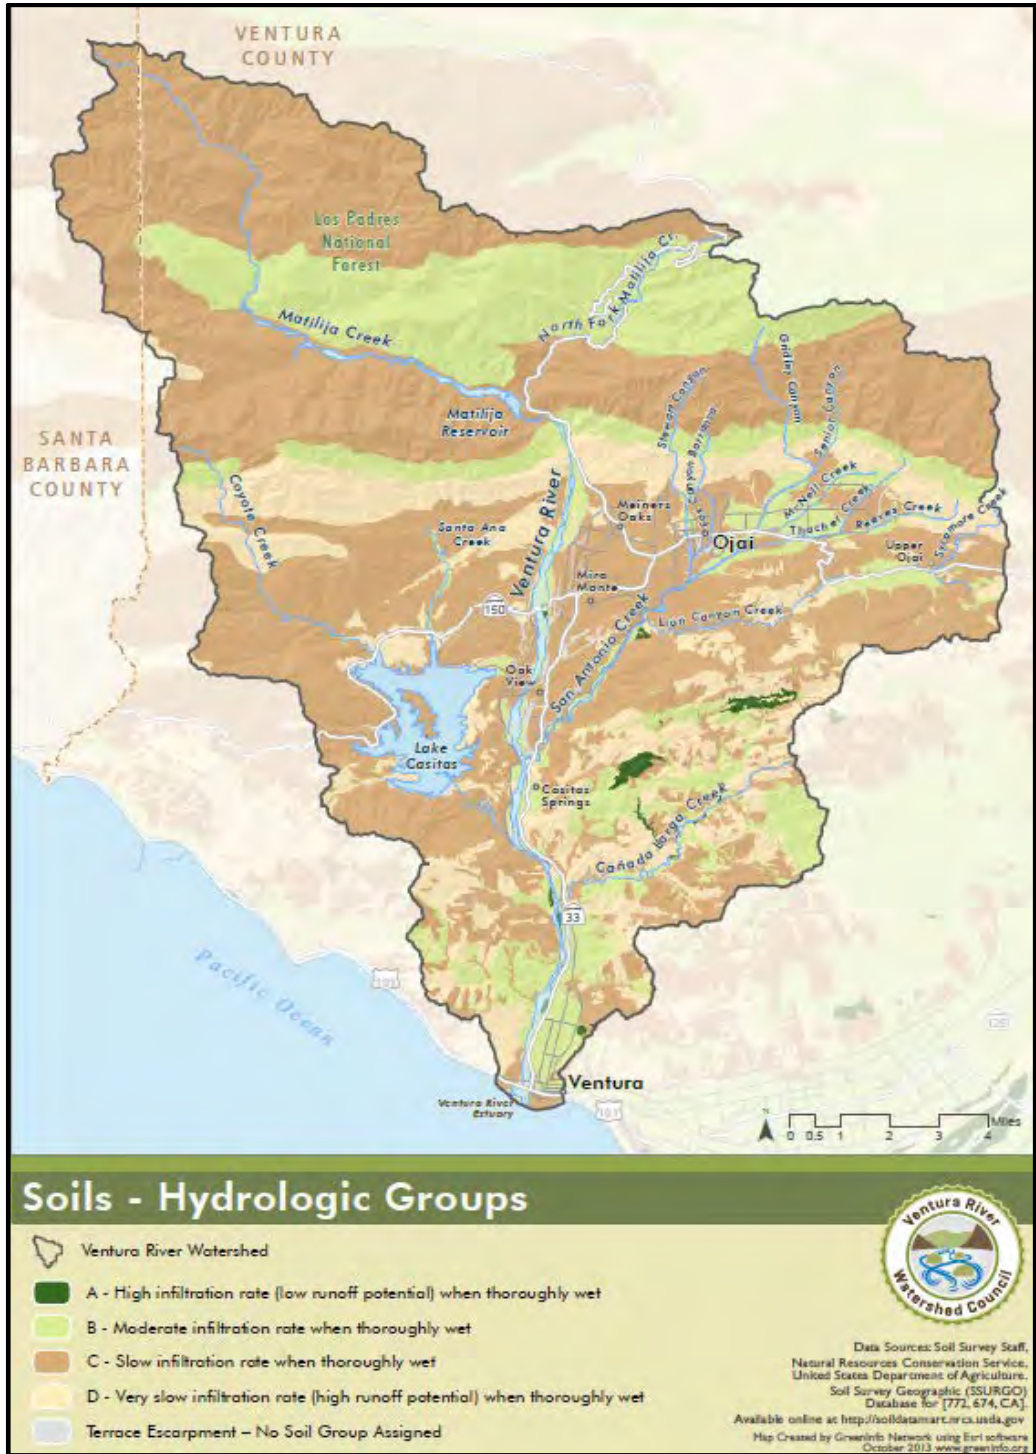 VENTURA
COUNTY
Los Padres
National
Forest
North Fork Matilija Cr.
Matilija Creek
Gridley Canyon
Senior Canyon
Stewart Canyon
Matilija
Reservoir
SANTA
BARBARA
COUNTY
Coyote Creek
Santa Ana
Creek
Ventura River
Meiners
Oaks
McNell Creek
Thacher Creek
Reeves Creek
Sycamore Creek
Ojai
Upper
Ojai
Mira
Monte
150
Lion Canyon Creek
San Antonio Creek
Oak
View
Lake
Casitas
Casitas
Springs
Cañada Larga Creek
33
Pacific Ocean
101
126
Ventura
Ventura River
Estuary
101
N
Miles
0 0.5 1 2 3 4
Soils - Hydrologic Groups
Ventura River Watershed
A - High infiltration rate (low runoff potential) when thoroughly wet
B - Moderate infiltration rate when thoroughly wet
C - Slow infiltration rate when thoroughly wet
D - Very slow infiltration rate (high runoff potential) when thoroughly wet
Terrace Escarpment – No Soil Group Assigned
Ventura River
Watershed Council
Data Sources: Soil Survey Staff,
Natural Resources Conservation Service,
United States Department of Agriculture.
Soil Survey Geographic (SSURGO)
Database for [772, 674, CA].
Available online at http://soildatamart.nrcs.usda.gov
Map Created by GreenInfo Network using Esri software
October 2013 www.greeninfo.o